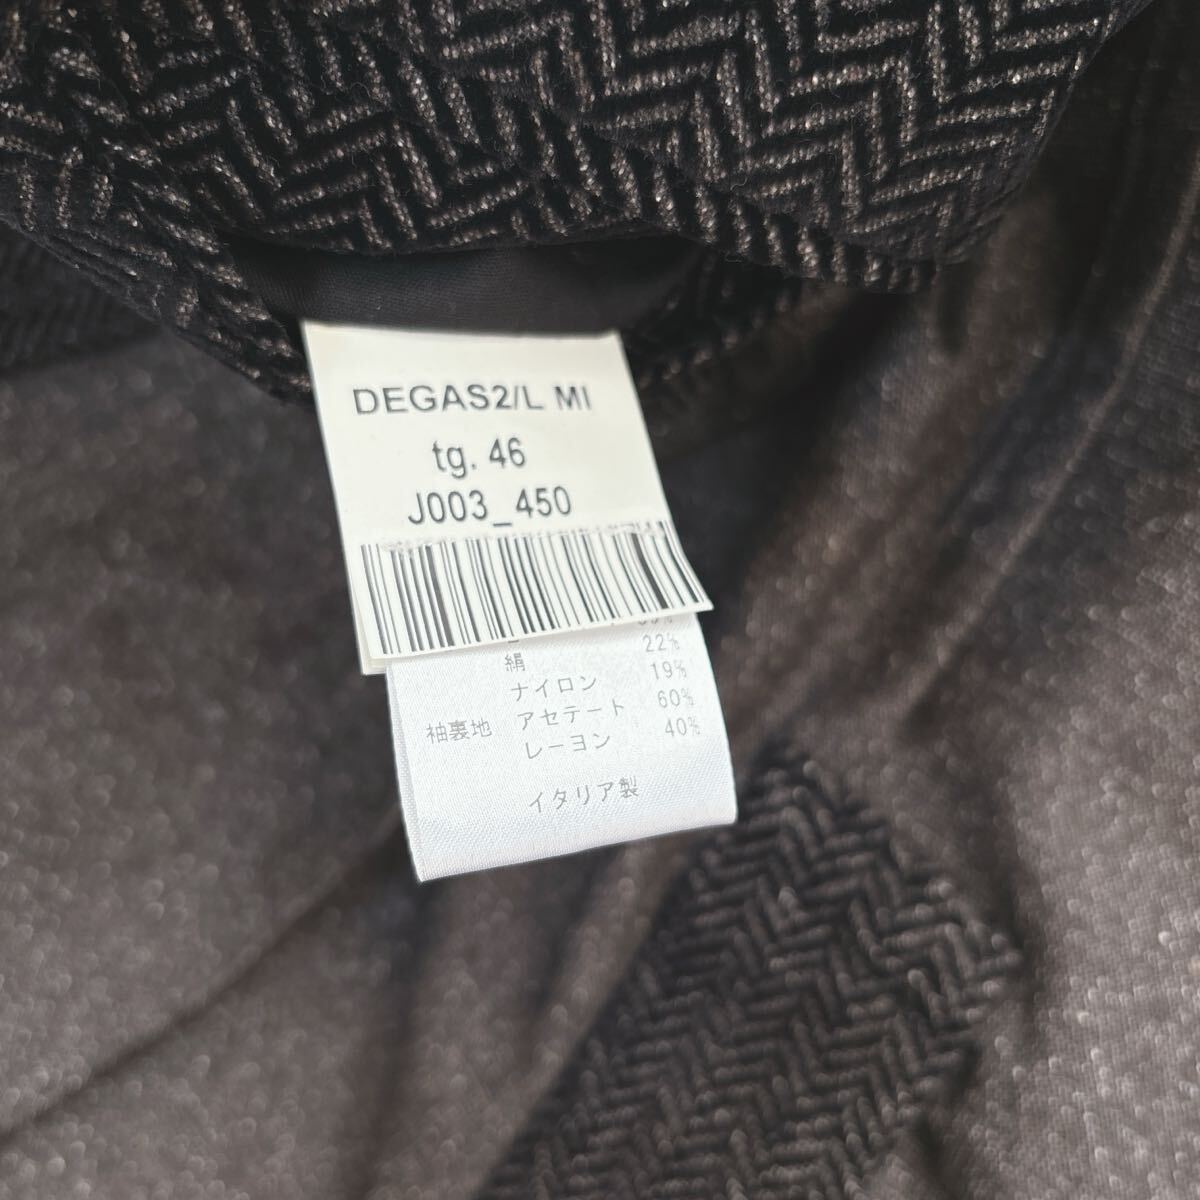 DEGAS2/L MI
tg. 46
J003_450
絹 22%
ナイロン 19%
袖裏地 アセテート 60%
レーヨン 40%
イタリア製